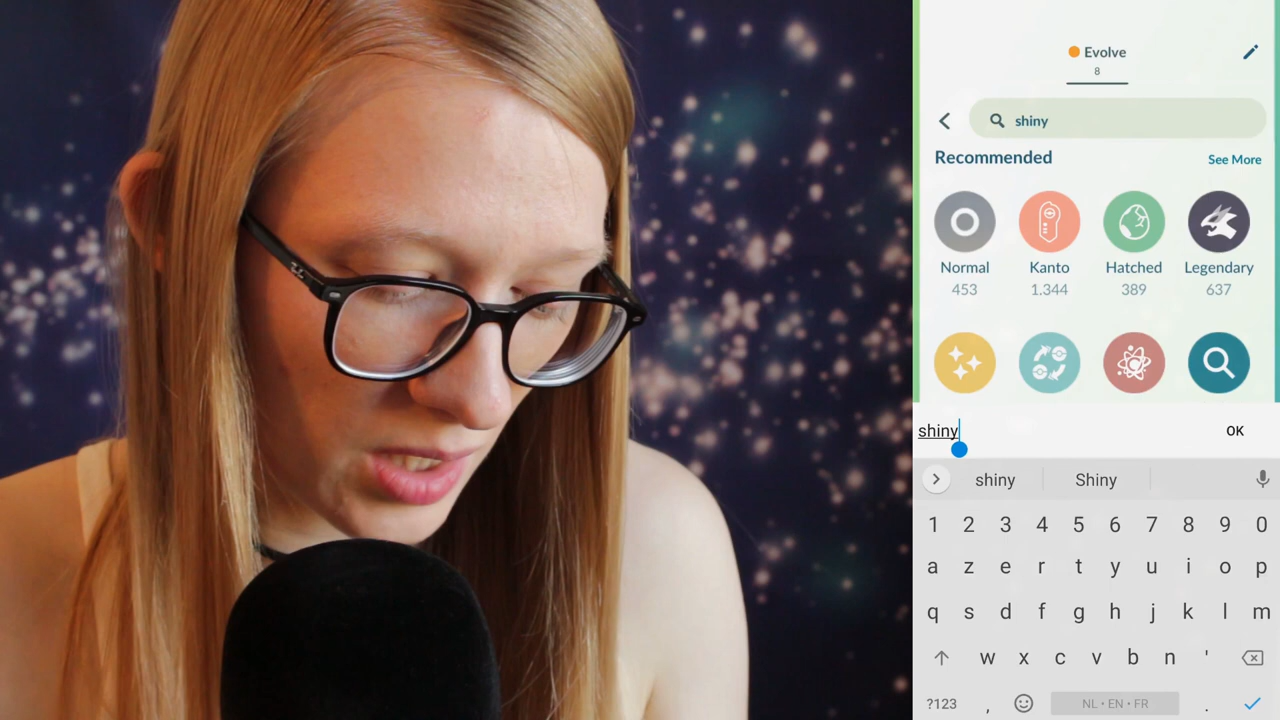 Evolve
8
shiny
Recommended See More
Normal Kanto Hatched Legendary
453 1.344 389 637
shiny OK
shiny Shiny
1 2 3 4 5 6 7 8 9 0
a z e r t y u i o p
q s d f g h j k l m
w x c v b n '
?123 , NL • EN • FR .